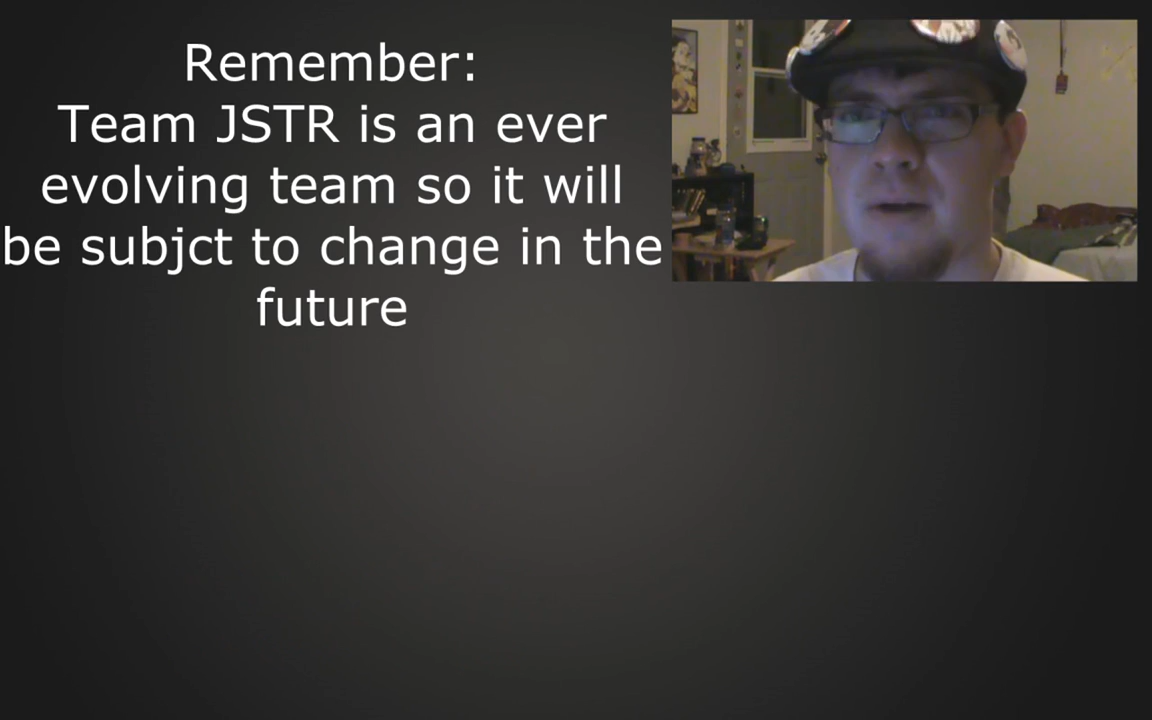 Remember:
Team JSTR is an ever
evolving team so it will
be subjct to change in the
future